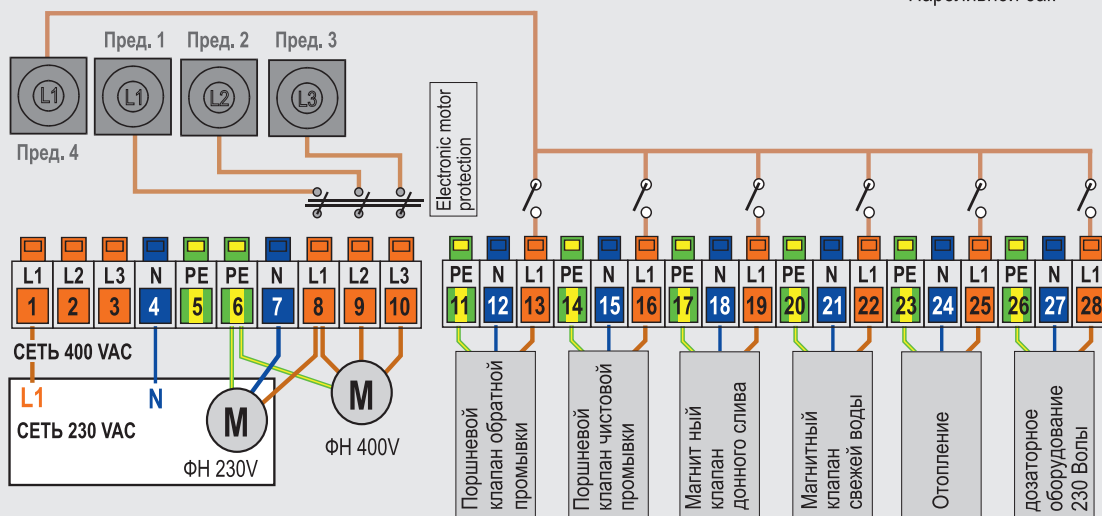 Пред. 1 Пред. 2 Пред. 3
L1 L1 L2 L3
Пред. 4
Electronic motor
protection
L1 L2 L3 N PE PE N L1 L2 L3
1 2 3 4 5 6 7 8 9 10
PE N L1 PE N L1 PE N L1 PE N L1 PE N L1 PE N L1
11 12 13 14 15 16 17 18 19 20 21 22 23 24 25 26 27 28
СЕТЬ 400 VAC
L1 N
СЕТЬ 230 VAC
M
ФН 230V
M
ФН 400V
Поршневой
клапан обратной
промывки
Поршневой
клапан чистовой
промывки
Магнит ный
клапан
донного слива
Магнитный
клапан
свежей воды
Отопление
дозаторное
оборудование
230 Волы